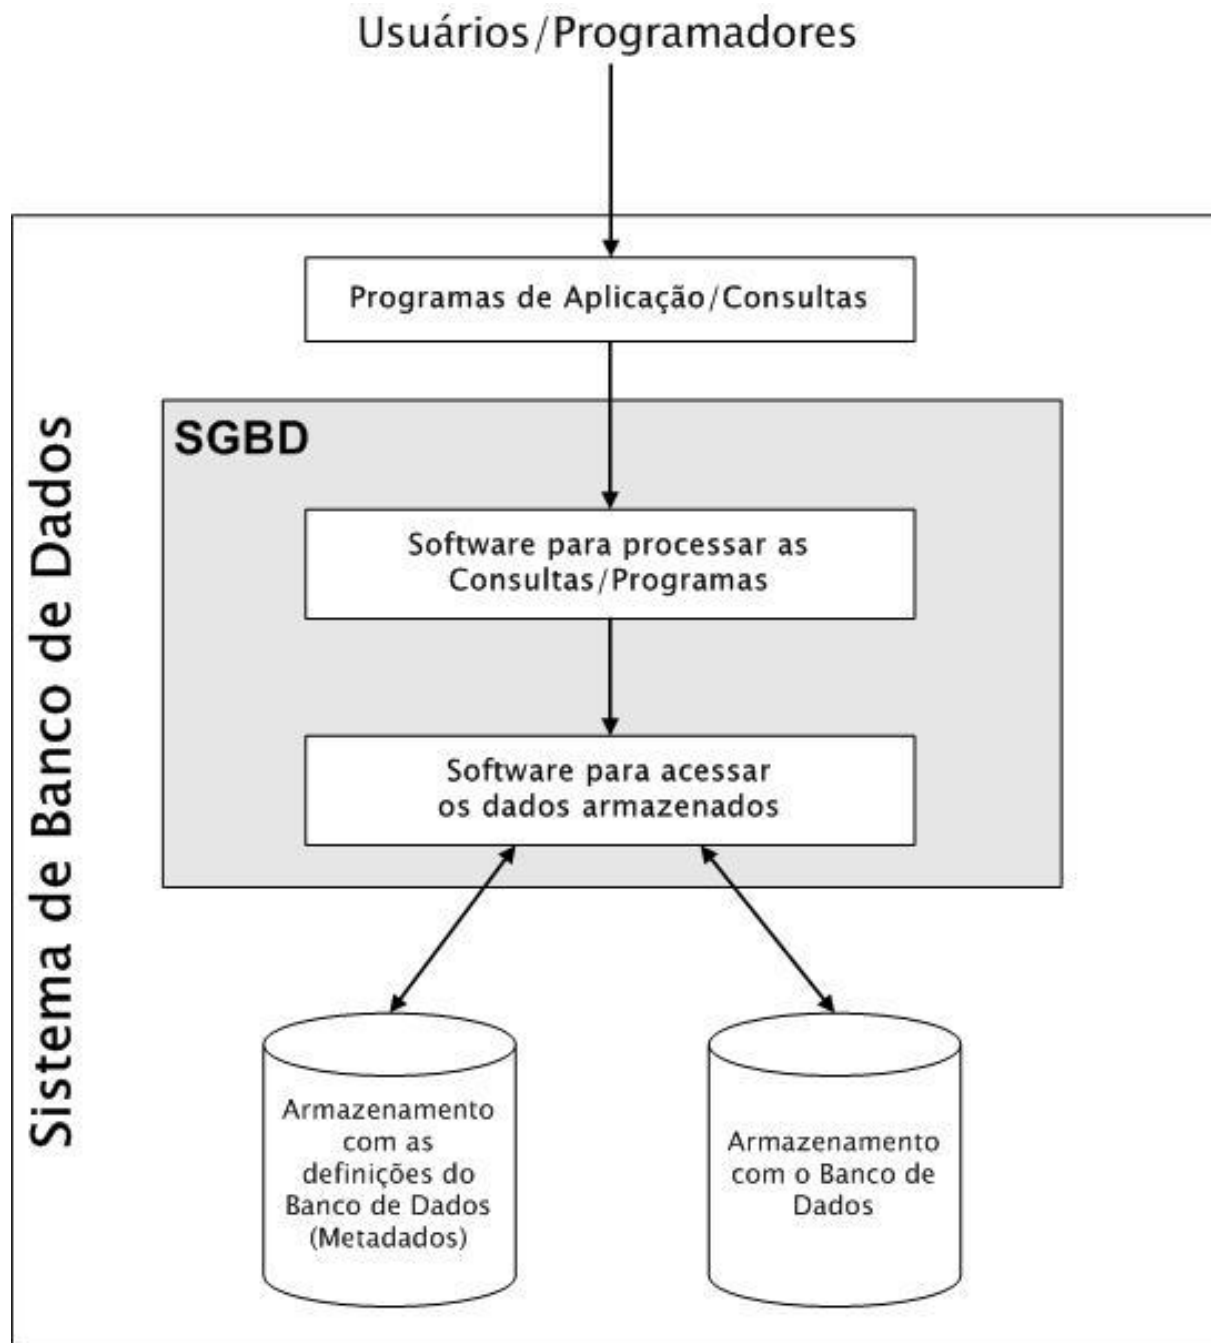 Usuários/Programadores
Programas de Aplicação/Consultas
SGBD
Software para processar as
Consultas/Programas
Software para acessar
os dados armazenados
Sistema de Banco de Dados
Armazenamento
com as
definições do
Banco de Dados
(Metadados)
Armazenamento
com o Banco de
Dados